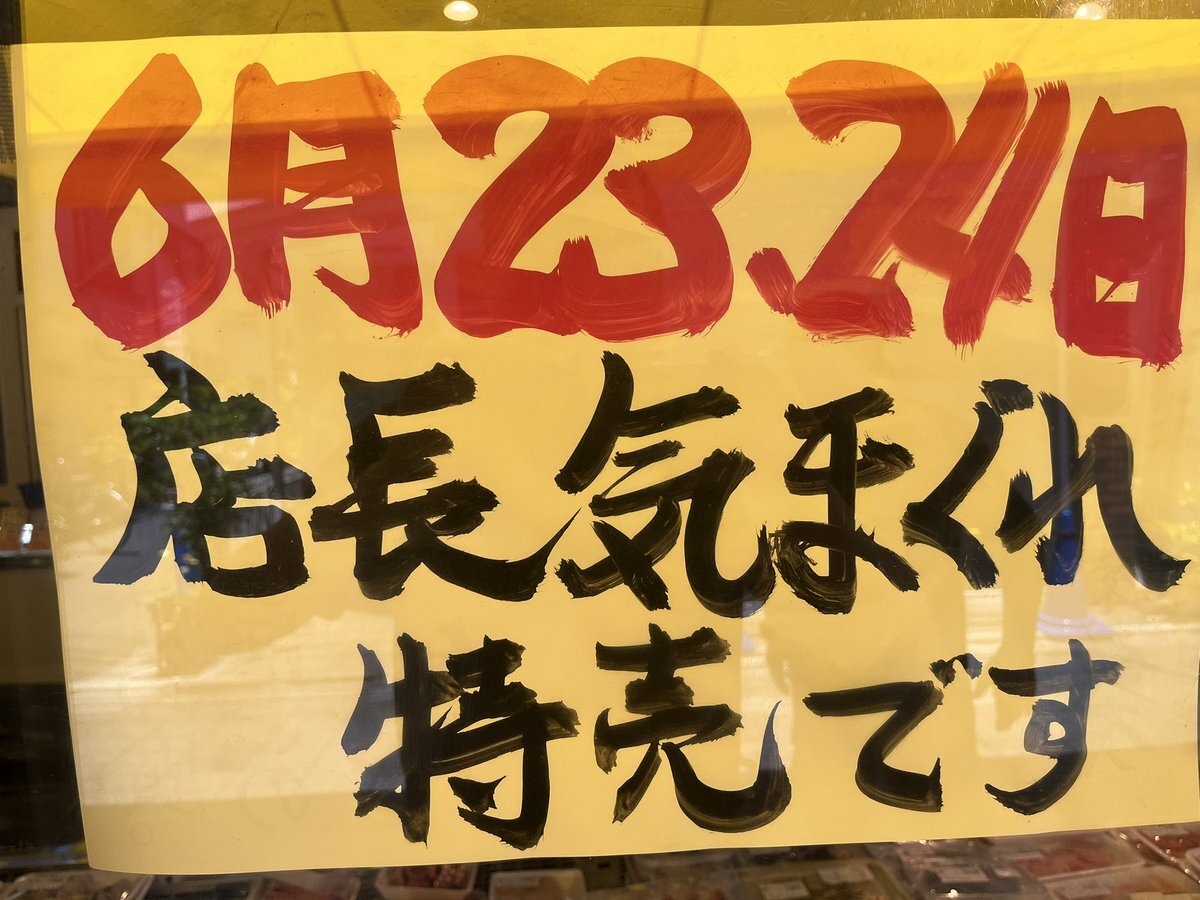 6月23.24日
店長気まぐれ
特売です